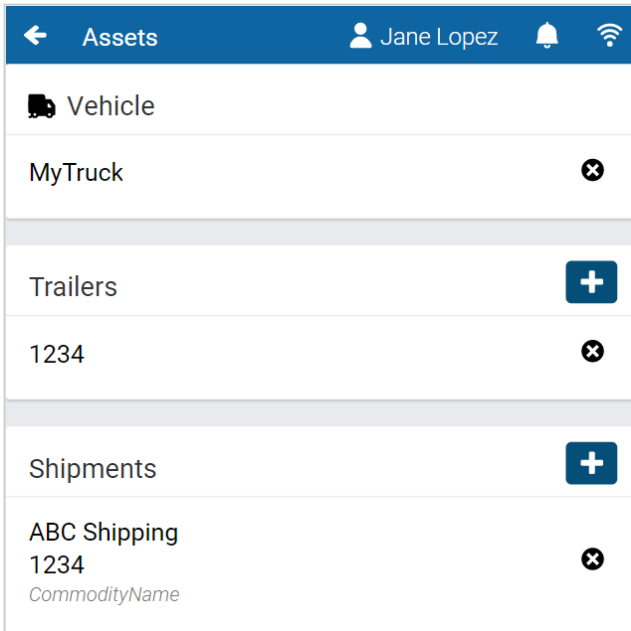 Assets
Jane Lopez
Vehicle
MyTruck
Trailers
1234
Shipments
ABC Shipping
1234
CommodityName